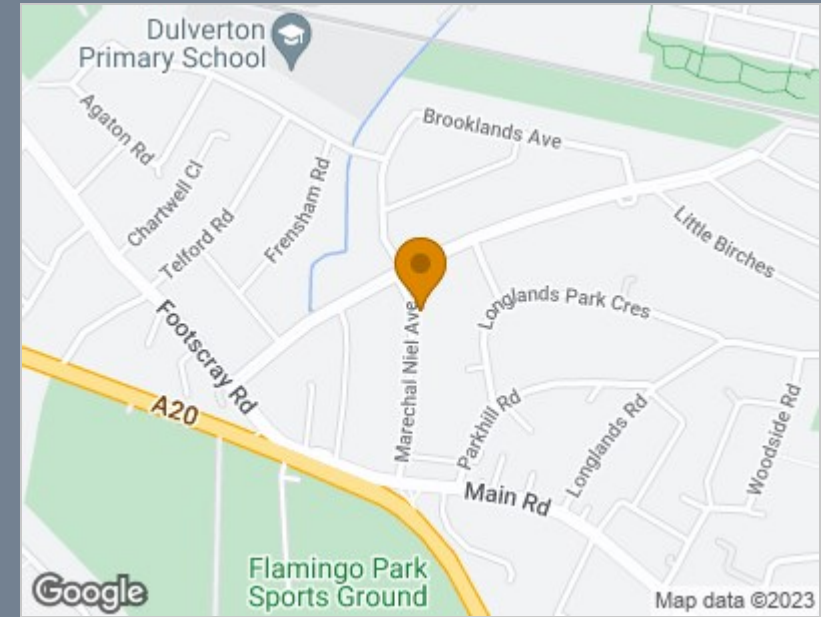 Dulverton
Primary School
Agaton Rd
Chartwell Cl
Telford Rd
Frensham Rd
Brooklands Ave
Little Birches
Longlands Park Cres
Marechal Niel Ave
Footscray Rd
A20
Parkhill Rd
Longlands Rd
Woodside Rd
Main Rd
Flamingo Park
Sports Ground
Google
Map data ©2023